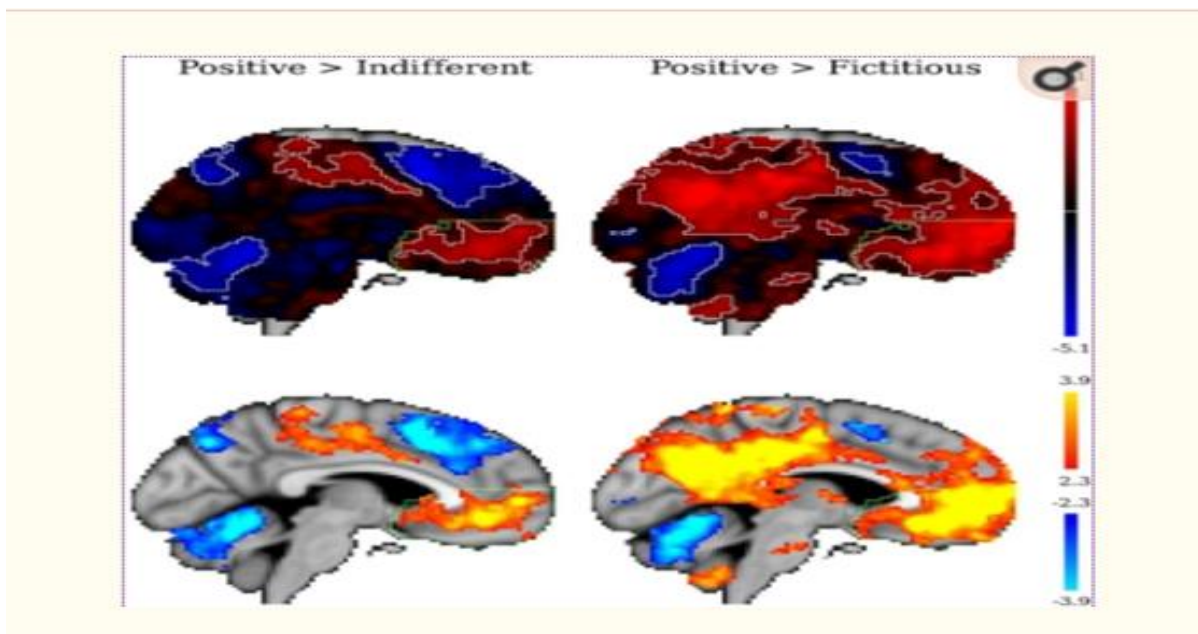 Positive > Indifferent
Positive > Fictitious
-5.1
3.9
2.3
-2.3
-3.9